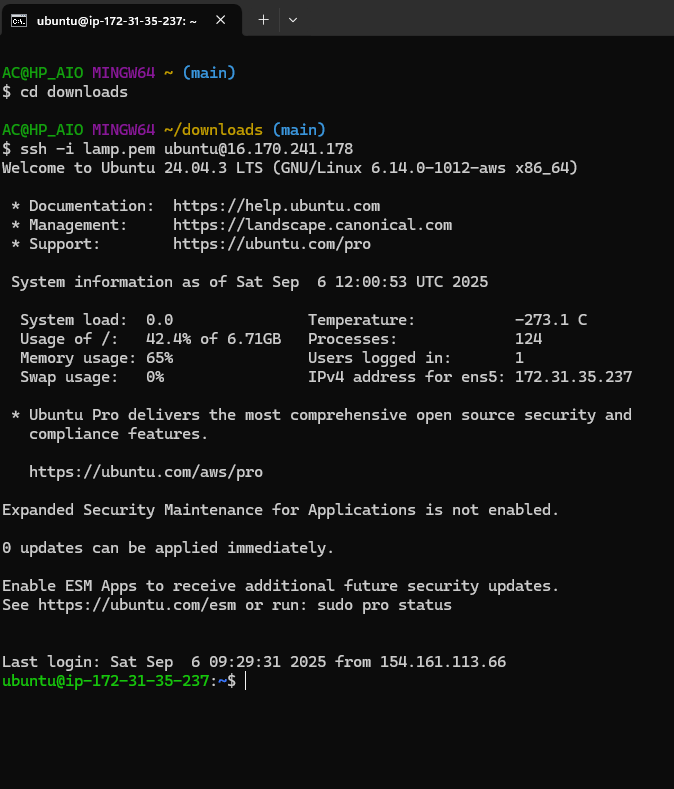 ubuntu@ip-172-31-35-237: ~
AC@HP_AIO MINGW64 ~ (main)
$ cd downloads
AC@HP_AIO MINGW64 ~/downloads (main)
$ ssh -i lamp.pem ubuntu@16.170.241.178
Welcome to Ubuntu 24.04.3 LTS (GNU/Linux 6.14.0-1012-aws x86_64)
* Documentation:  https://help.ubuntu.com
* Management:     https://landscape.canonical.com
* Support:        https://ubuntu.com/pro
System information as of Sat Sep  6 12:00:53 UTC 2025
System load:  0.0               Temperature:           -273.1 C
Usage of /:   42.4% of 6.71GB   Processes:             124
Memory usage: 65%               Users logged in:       1
Swap usage:   0%                IPv4 address for ens5: 172.31.35.237
* Ubuntu Pro delivers the most comprehensive open source security and
compliance features.
https://ubuntu.com/aws/pro
Expanded Security Maintenance for Applications is not enabled.
0 updates can be applied immediately.
Enable ESM Apps to receive additional future security updates.
See https://ubuntu.com/esm or run: sudo pro status
Last login: Sat Sep  6 09:29:31 2025 from 154.161.113.66
ubuntu@ip-172-31-35-237:~$